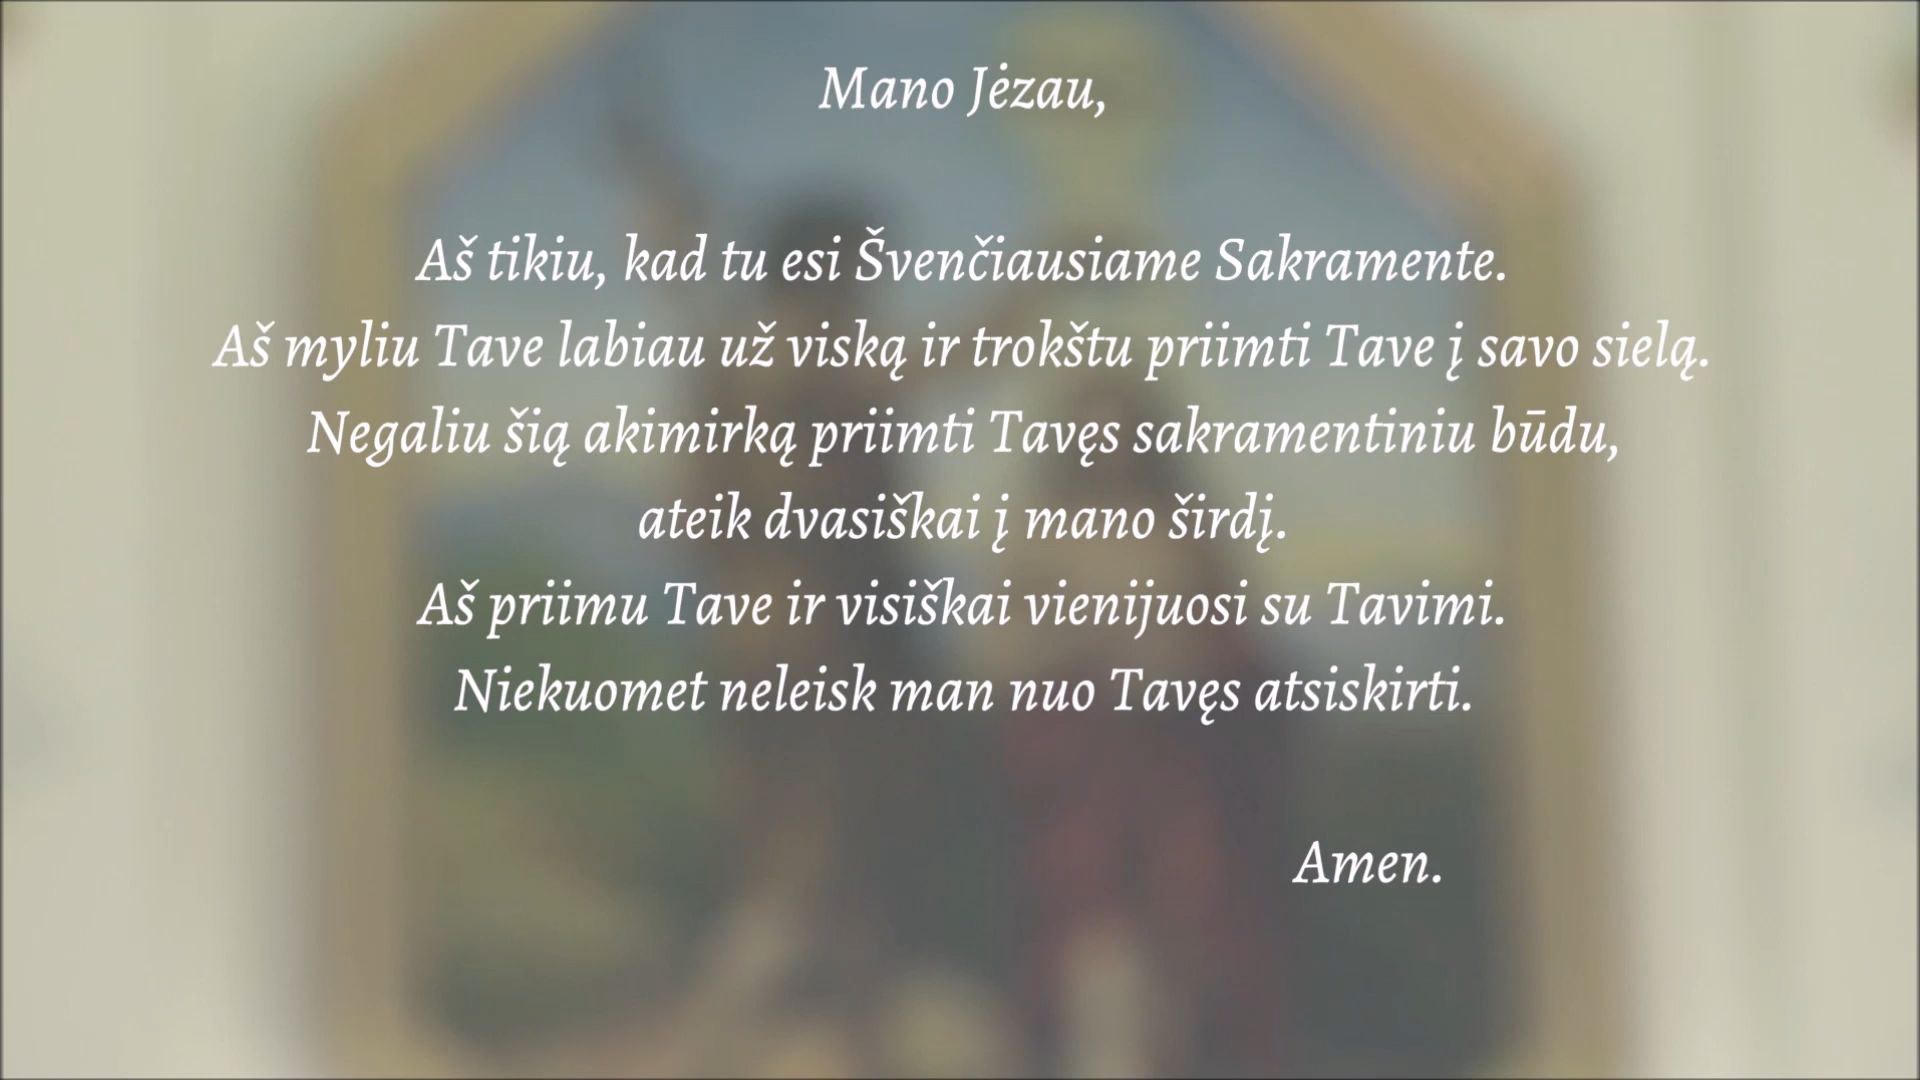 Mano Jėzau,
Aš tikiu, kad tu esi Švenčiausiame Sakramente.
Aš myliu Tave labiau už viską ir trokštu priimti Tave į savo sielą.
Negaliu šią akimirką priimti Tavęs sakramentiniu būdu,
ateik dvasiškai į mano širdį.
Aš priimu Tave ir visiškai vienijuosi su Tavimi.
Niekuomet neleisk man nuo Tavęs atsiskirti.
Amen.